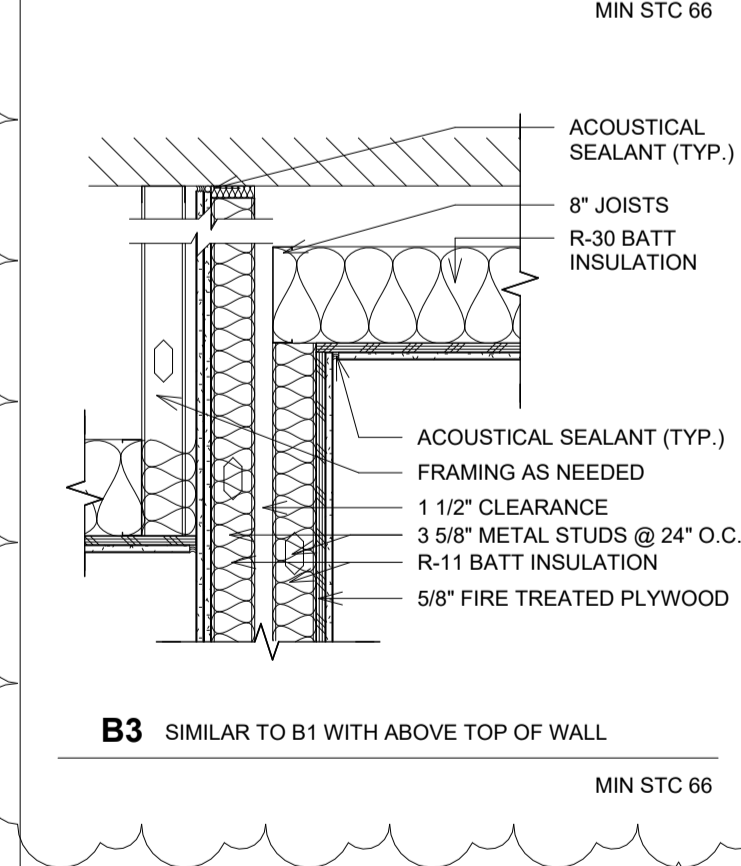 MIN STC 66
ACOUSTICAL
SEALANT (TYP.)
8" JOISTS
R-30 BATT
INSULATION
ACOUSTICAL SEALANT (TYP.)
FRAMING AS NEEDED
1 1/2" CLEARANCE
3 5/8" METAL STUDS @ 24" O.C.
R-11 BATT INSULATION
5/8" FIRE TREATED PLYWOOD
B3 SIMILAR TO B1 WITH ABOVE TOP OF WALL
MIN STC 66